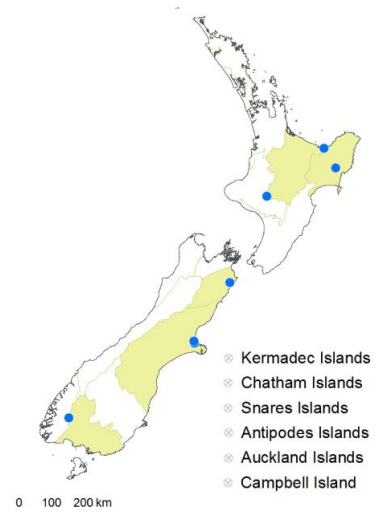 Kermadec Islands
Chatham Islands
Snares Islands
Antipodes Islands
Auckland Islands
Campbell Island
0 100 200 km